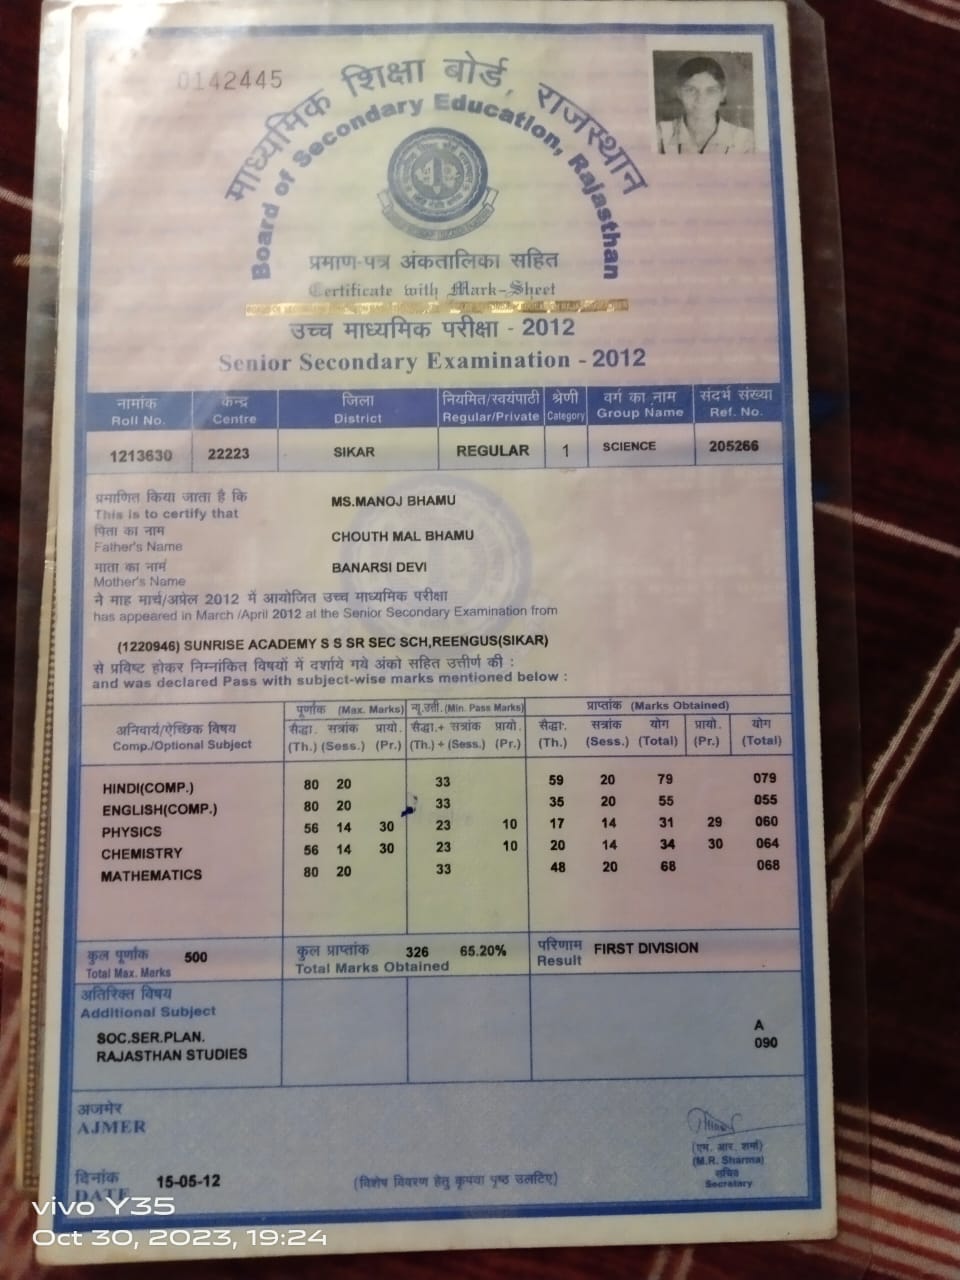 0142445
माध्यमिक शिक्षा बोर्ड, राजस्थान
Board of Secondary Education, Rajasthan
प्रमाण-पत्र अंकतालिका सहित
Certificate with Mark-Sheet
उच्च माध्यमिक परीक्षा - 2012
Senior Secondary Examination - 2012
नामांक केन्द्र जिला नियमित/स्वयंपाठी श्रेणी वर्ग का नाम संदर्भ संख्या
Roll No. Centre District Regular/Private Category Group Name Ref. No.
1213630 22223 SIKAR REGULAR 1 SCIENCE 205266
प्रमाणित किया जाता है कि
This is to certify that MS.MANOJ BHAMU
पिता का नाम
Father's Name CHOUTH MAL BHAMU
माता का नाम
Mother's Name BANARSI DEVI
ने माह मार्च/अप्रेल 2012 में आयोजित उच्च माध्यमिक परीक्षा
has appeared in March /April 2012 at the Senior Secondary Examination from
(1220946) SUNRISE ACADEMY S S SR SEC SCH,REENGUS(SIKAR)
से प्रविष्ट होकर निम्नांकित विषयों में दर्शाये गये अंको सहित उत्तीर्ण की :
and was declared Pass with subject-wise marks mentioned below :
पूर्णांक (Max. Marks) न्यू.उत्ती. (Min. Pass Marks) प्राप्तांक (Marks Obtained)
अनिवार्य/ऐच्छिक विषय सैद्धा. सत्रांक प्रायो. सैद्धा.+ सत्रांक प्रायो. सैद्धा. सत्रांक योग प्रायो. योग
Comp./Optional Subject (Th.) (Sess.) (Pr.) (Th.) + (Sess.) (Pr.) (Th.) (Sess.) (Total) (Pr.) (Total)
HINDI(COMP.) 80 20 33 59 20 79 079
ENGLISH(COMP.) 80 20 33 35 20 55 055
PHYSICS 56 14 30 23 10 17 14 31 29 060
CHEMISTRY 56 14 30 23 10 20 14 34 30 064
MATHEMATICS 80 20 33 48 20 68 068
कुल पूर्णांक 500 कुल प्राप्तांक 326 65.20% परिणाम FIRST DIVISION
Total Max. Marks Total Marks Obtained Result
अतिरिक्त विषय
Additional Subject
SOC.SER.PLAN. A
RAJASTHAN STUDIES 090
अजमेर
AJMER
(एम. आर. शर्मा)
(M.R. Sharma)
सचिव
Secretary
दिनांक
DATE 15-05-12
(विशेष विवरण हेतु कृपया पृष्ठ उलटिए)
vivo Y35
Oct 30, 2023, 19:24